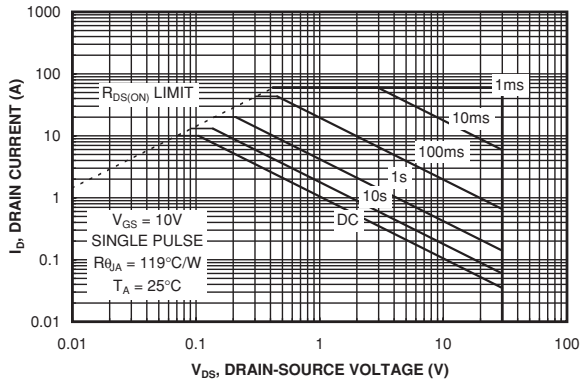 1000
100
10
1
0.1
0.01
I_D, DRAIN CURRENT (A)
R_DS(ON) LIMIT
1ms
10ms
100ms
1s
10s
DC
V_GS = 10V
SINGLE PULSE
Rθ_JA = 119°C/W
T_A = 25°C
0.01 0.1 1 10 100
V_DS, DRAIN-SOURCE VOLTAGE (V)